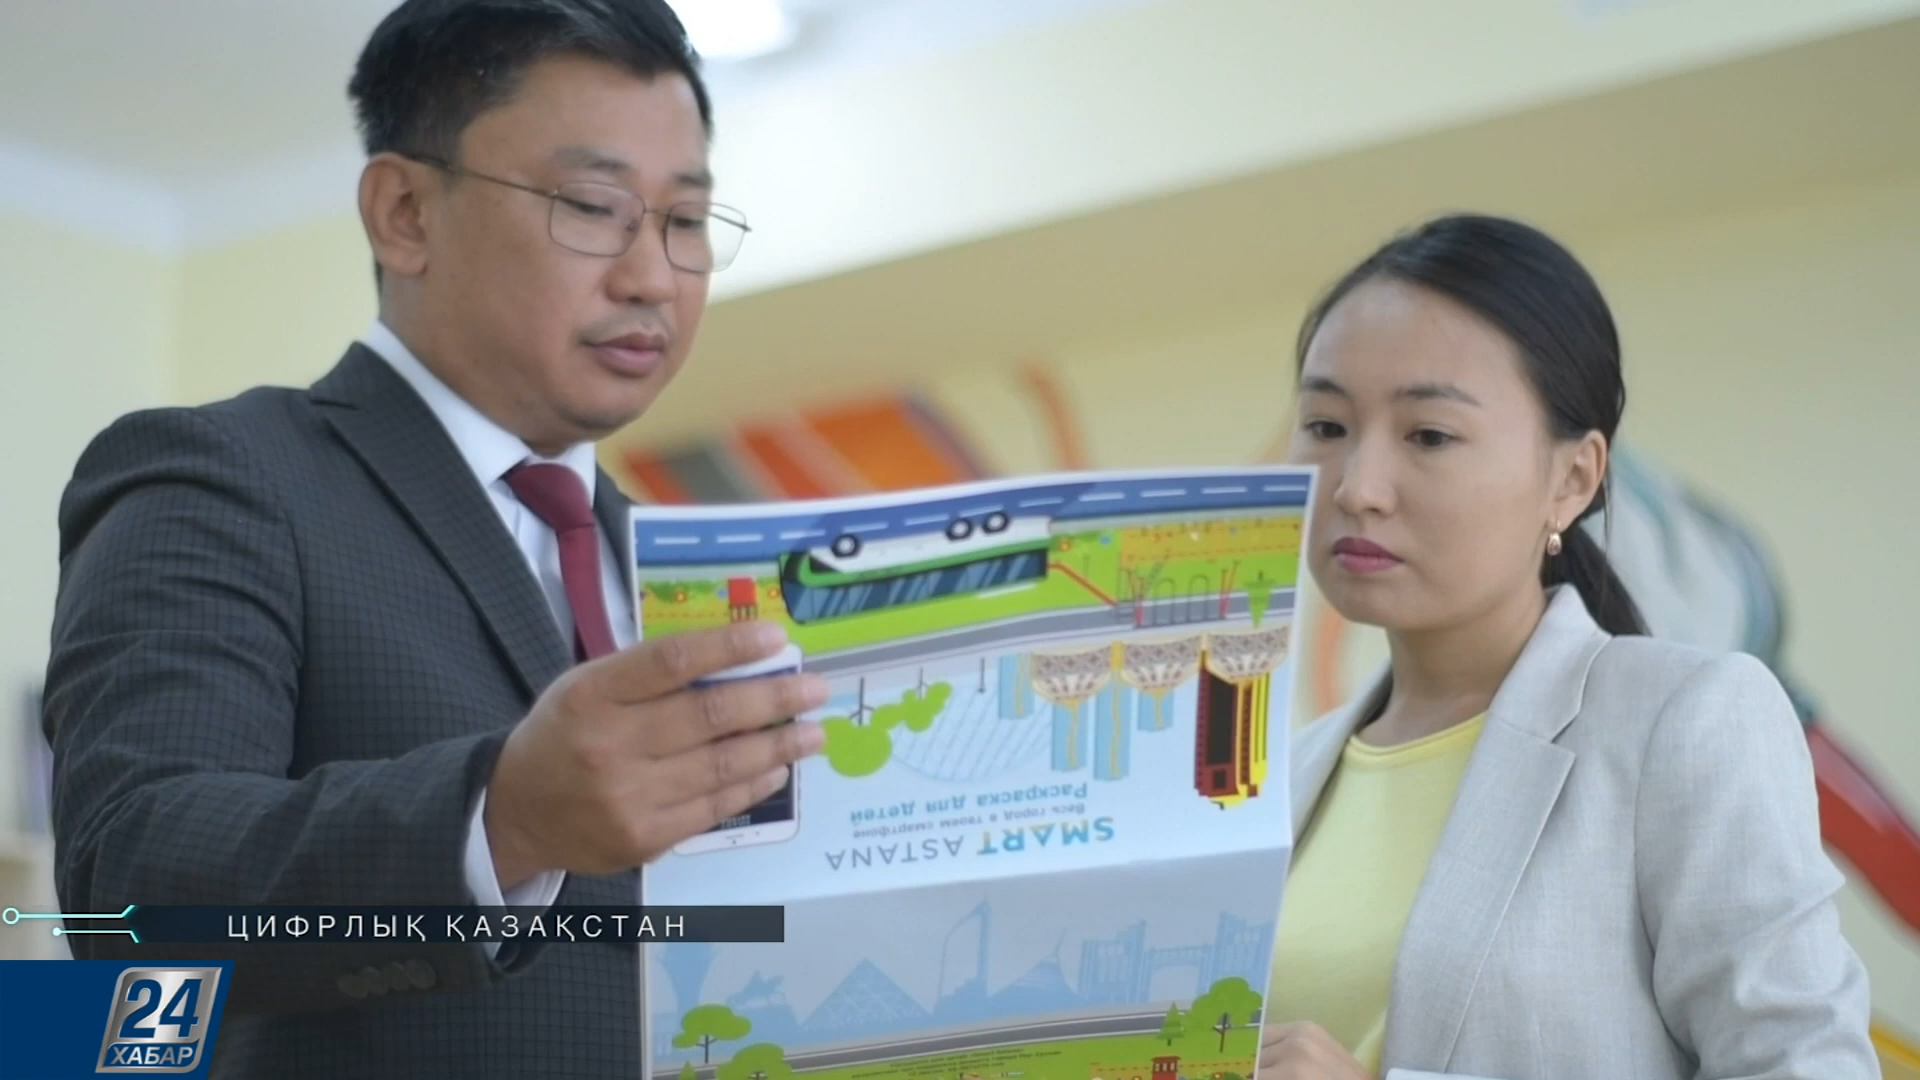 Раскраска для детей
Весь город в твоем смартфоне
SMART ASTANA
ЦИФРЛЫҚ ҚАЗАҚСТАН
24
ХАБАР